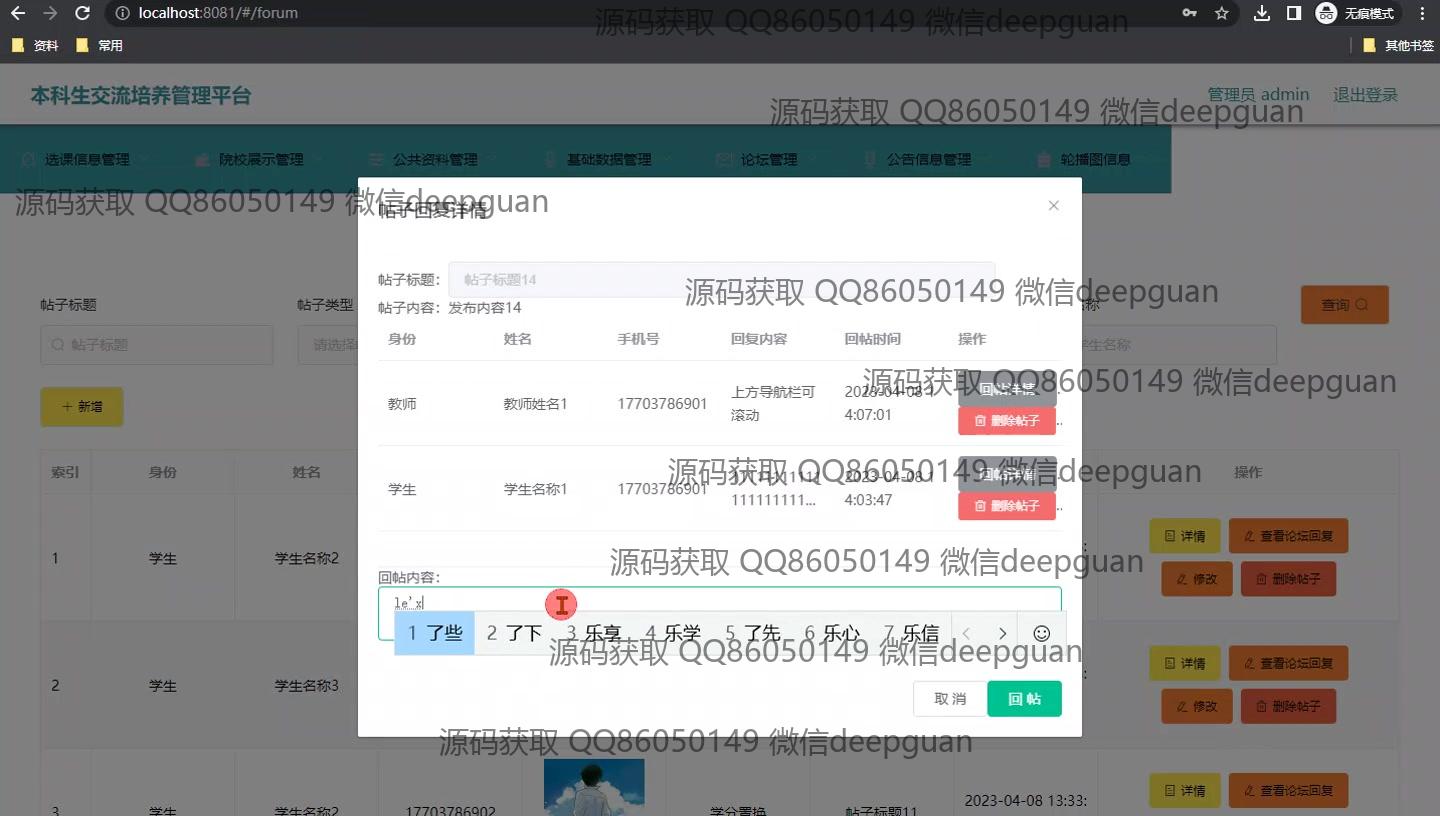 localhost:8081/#/forum
无痕模式
资料 常用 其他书签
源码获取 QQ86050149 微信deepguan
本科生交流培养管理平台
管理员 admin 退出登录
源码获取 QQ86050149 微信deepguan
选课信息管理 院校展示管理 公共资料管理 基础数据管理 论坛管理 公告信息管理 轮播图信息
源码获取 QQ86050149 微信deepguan
帖子回复详情
帖子标题： 帖子标题14
源码获取 QQ86050149 微信deepguan
帖子内容： 发布内容14
帖子标题 帖子类型 查询
帖子标题 学生名称
身份 姓名 手机号 回复内容 回帖时间 操作
源码获取 QQ86050149 微信deepguan
教师 教师姓名1 17703786901 上方导航栏可滚动 2023-04-08 14:07:01 回帖详情
删除帖子
+ 新增
源码获取 QQ86050149 微信deepguan
学生 学生名称1 17703786901 2023-04-08 14:03:47 回帖详情
111111111...
删除帖子
索引 身份 姓名 操作
源码获取 QQ86050149 微信deepguan
回帖内容：
le'x
1 了些 2 了下 3 乐享 4 乐学 5 了先 6 乐心 7 乐信
源码获取 QQ86050149 微信deepguan
取消 回帖
1 学生 学生名称2 详情 查看论坛回复
修改 删除帖子
2 学生 学生名称3 详情 查看论坛回复
修改 删除帖子
源码获取 QQ86050149 微信deepguan
3 学生 学生名称2 17703786902 学分置换 帖子标题11 2023-04-08 13:33: 详情 查看论坛回复